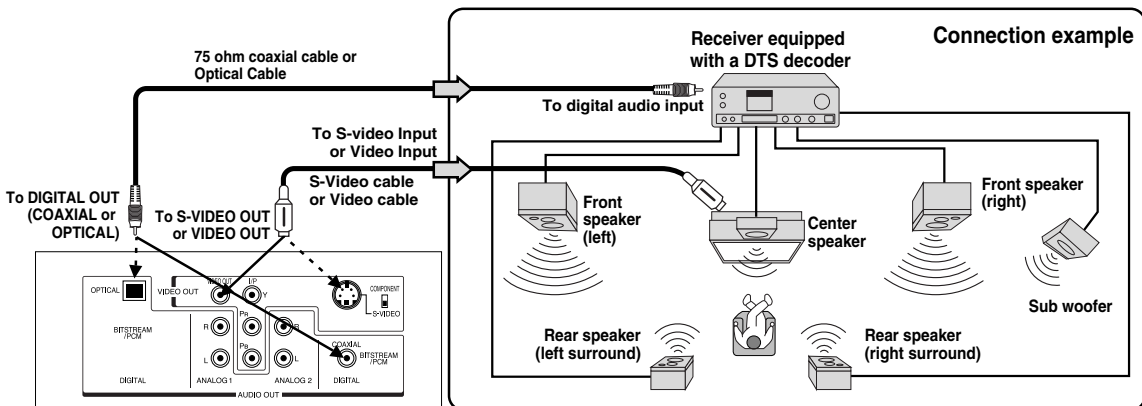 Connection example
75 ohm coaxial cable or
Optical Cable
Receiver equipped
with a DTS decoder
To digital audio input
To S-video Input
or Video Input
S-Video cable
or Video cable
To DIGITAL OUT
(COAXIAL or
OPTICAL)
To S-VIDEO OUT
or VIDEO OUT
Front
speaker
(left)
Center
speaker
Front speaker
(right)
Sub woofer
Rear speaker
(left surround)
Rear speaker
(right surround)
OPTICAL
VIDEO OUT
VIDEO OUT
I/P
Y
COMPONENT
S-VIDEO
BITSTREAM
/PCM
R
PR
R
L
PB
L
COAXIAL
BITSTREAM
/PCM
DIGITAL
ANALOG 1
ANALOG 2
DIGITAL
AUDIO OUT